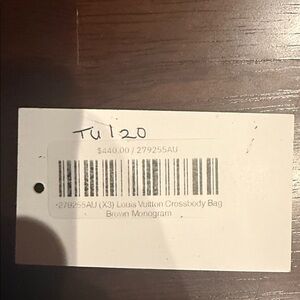 TU120
$440.00 / 279255AU
*279255AU (X3) Louis Vuitton Crossbody Bag
Brown Monogram